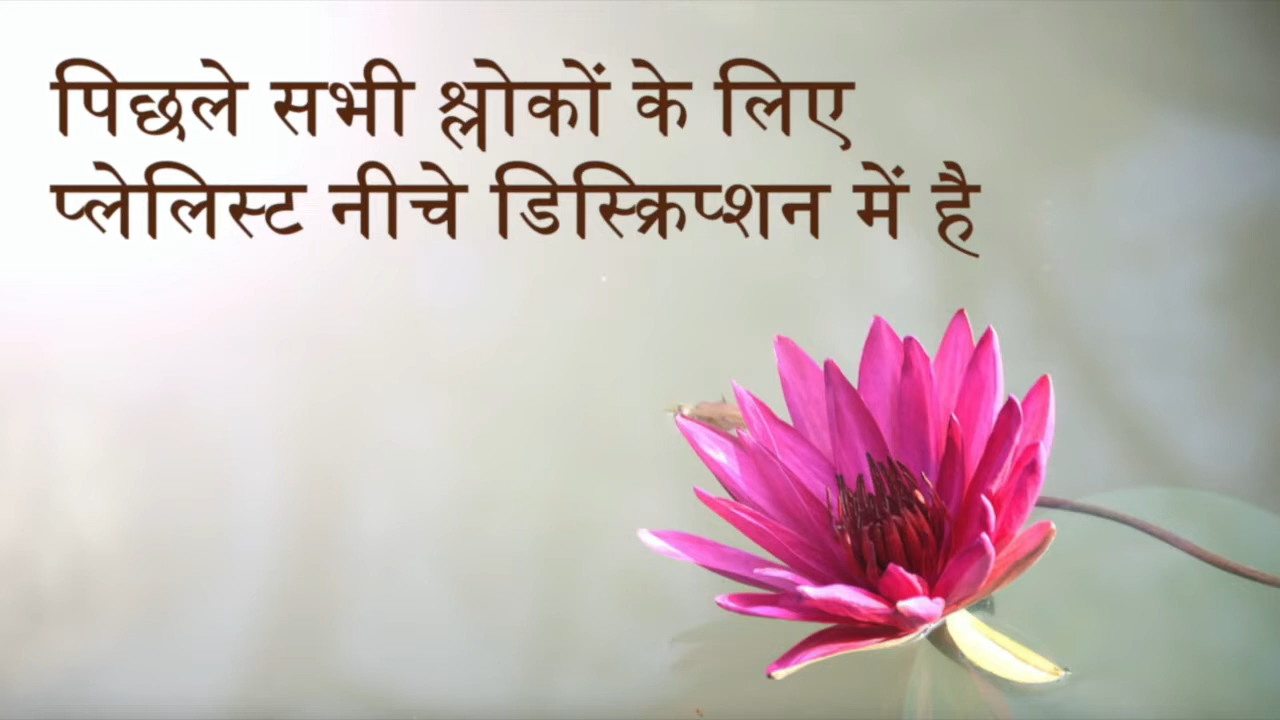 पिछले सभी श्लोकों के लिए
प्लेलिस्ट नीचे डिस्क्रिप्शन में है